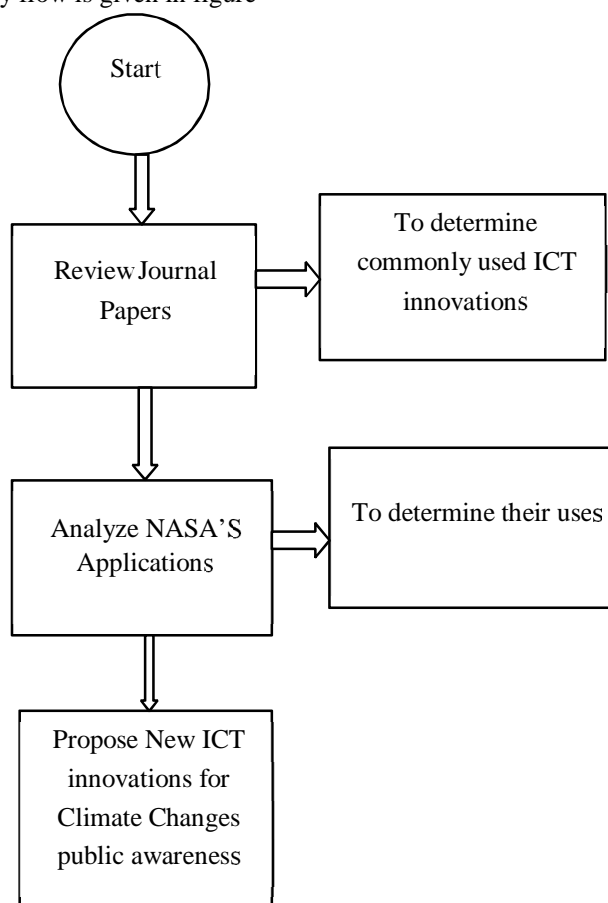 y flow is given in figure
Start
Review Journal
Papers
To determine
commonly used ICT
innovations
Analyze NASA’S
Applications
To determine their uses
Propose New ICT
innovations for
Climate Changes
public awareness